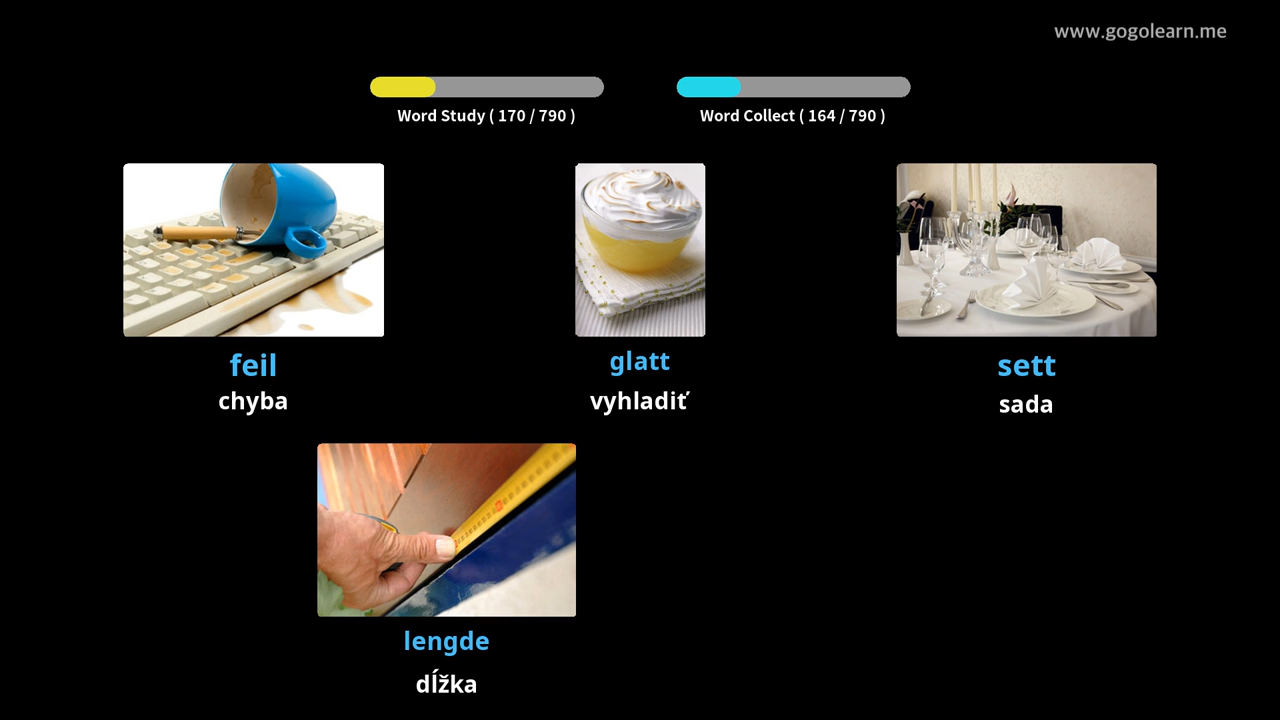 www.gogolearn.me
Word Study ( 170 / 790 )
Word Collect ( 164 / 790 )
feil
chyba
glatt
vyhladiť
sett
sada
lengde
dĺžka